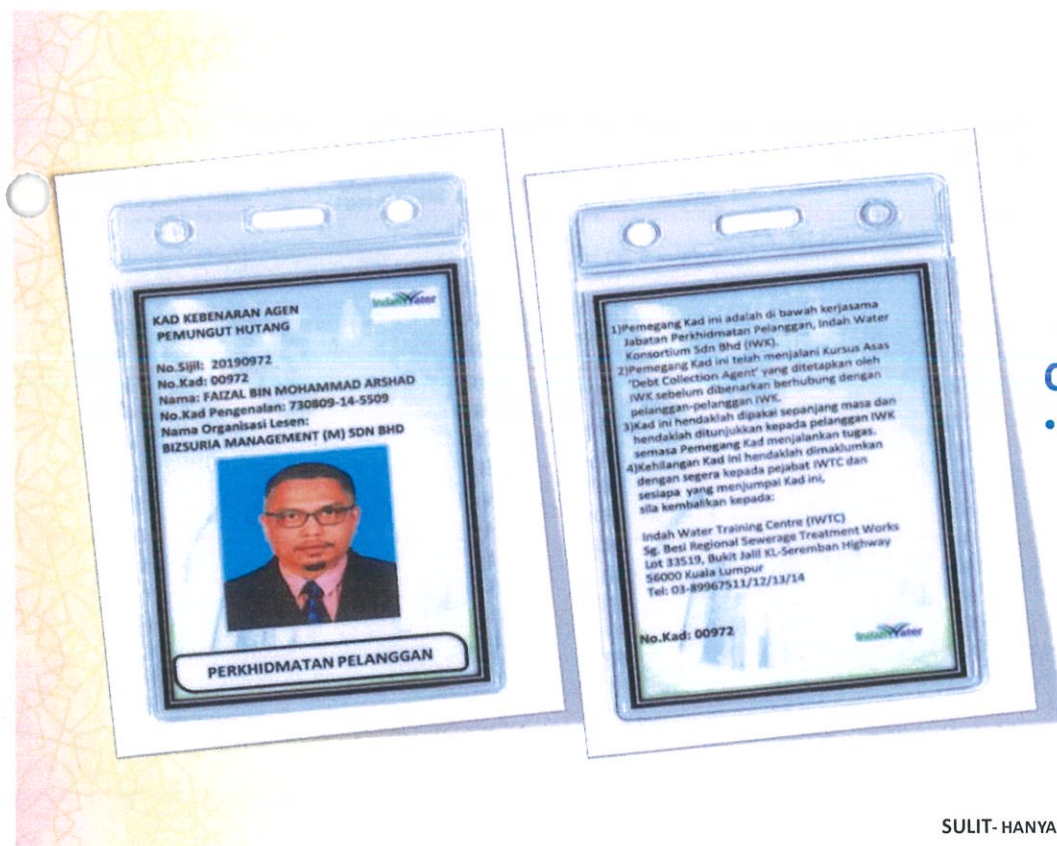 KAD KEBENARAN AGEN
PEMUNGUT HUTANG
IndahWater
No.Sijil: 20190972
No.Kad: 00972
Nama: FAIZAL BIN MOHAMMAD ARSHAD
No.Kad Pengenalan: 730809-14-5509
Nama Organisasi Lesen:
BIZSURIA MANAGEMENT (M) SDN BHD
PERKHIDMATAN PELANGGAN
1)Pemegang Kad ini adalah di bawah kerjasama
Jabatan Perkhidmatan Pelanggan, Indah Water
Konsortium Sdn Bhd (IWK).
2)Pemegang Kad ini telah menjalani Kursus Asas
'Debt Collection Agent' yang ditetapkan oleh
IWK sebelum dibenarkan berhubung dengan
pelanggan-pelanggan IWK.
3)Kad ini hendaklah dipakai sepanjang masa dan
hendaklah ditunjukkan kepada pelanggan IWK
semasa Pemegang Kad menjalankan tugas.
4)Kehilangan Kad ini hendaklah dimaklumkan
dengan segera kepada pejabat IWTC dan
sesiapa yang menjumpai Kad ini,
sila kembalikan kepada:
Indah Water Training Centre (IWTC)
Sg. Besi Regional Sewerage Treatment Works
Lot 33519, Bukit Jalil KL-Seremban Highway
56000 Kuala Lumpur
Tel: 03-89967511/12/13/14
No.Kad: 00972
IndahWater
SULIT- HANYA